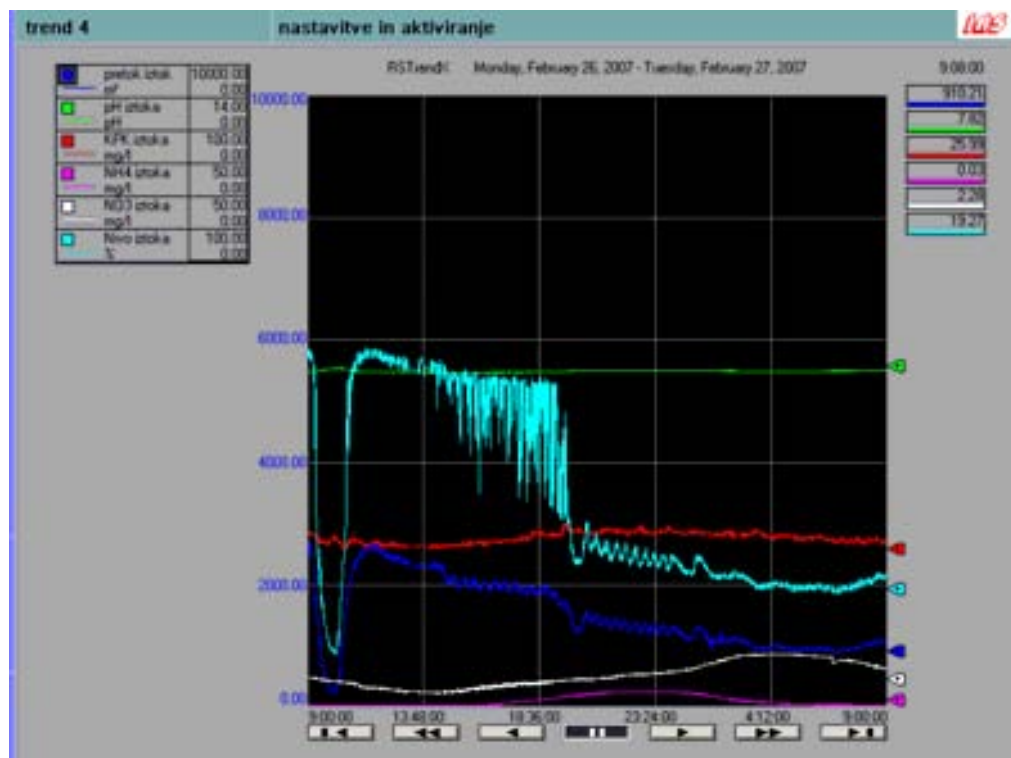 trend 4
nastavitve in aktiviranje
RSTrendX Monday, February 26, 2007 - Tuesday, February 27, 2007
9:08:00
pretok iztok 10000.00
m³ 0.00
pH iztoka 14.00
pH 0.00
KPK iztoka 100.00
mg/l 0.00
NH4 iztoka 50.00
mg/l 0.00
NO3 iztoka 50.00
mg/l 0.00
Nivo iztoka 100.00
% 0.00
910.21
7.82
25.99
0.03
2.28
19.27
10000.00
8000.00
6000.00
4000.00
2000.00
0.00
9:00:00 13:48:00 18:36:00 23:24:00 4:12:00 9:00:00